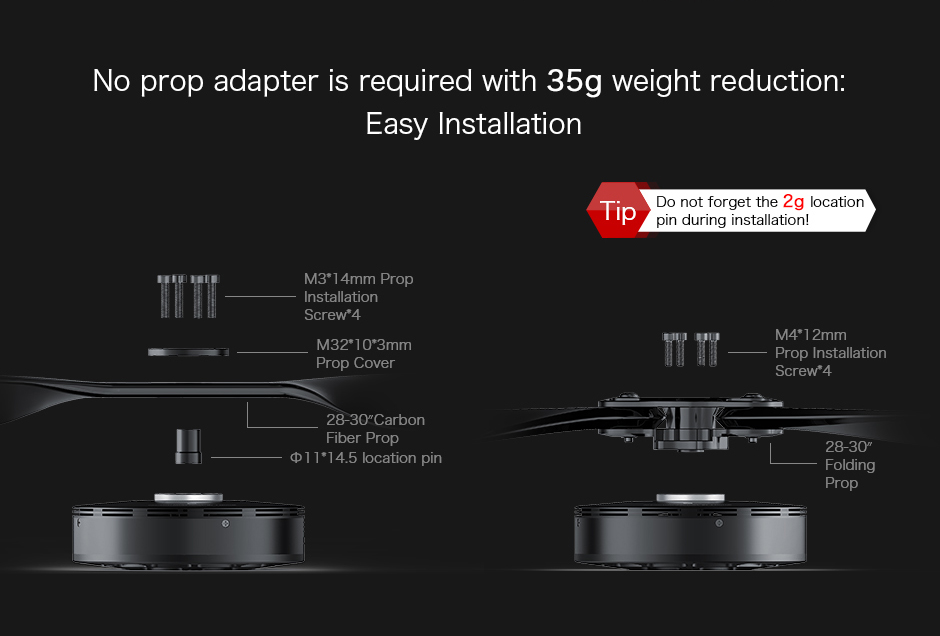 No prop adapter is required with 35g weight reduction:
Easy Installation
Tip
Do not forget the 2g location
pin during installation!
M3*14mm Prop
Installation
Screw*4
M32*10*3mm
Prop Cover
28-30″Carbon
Fiber Prop
Φ11*14.5 location pin
M4*12mm
Prop Installation
Screw*4
28-30″
Folding
Prop